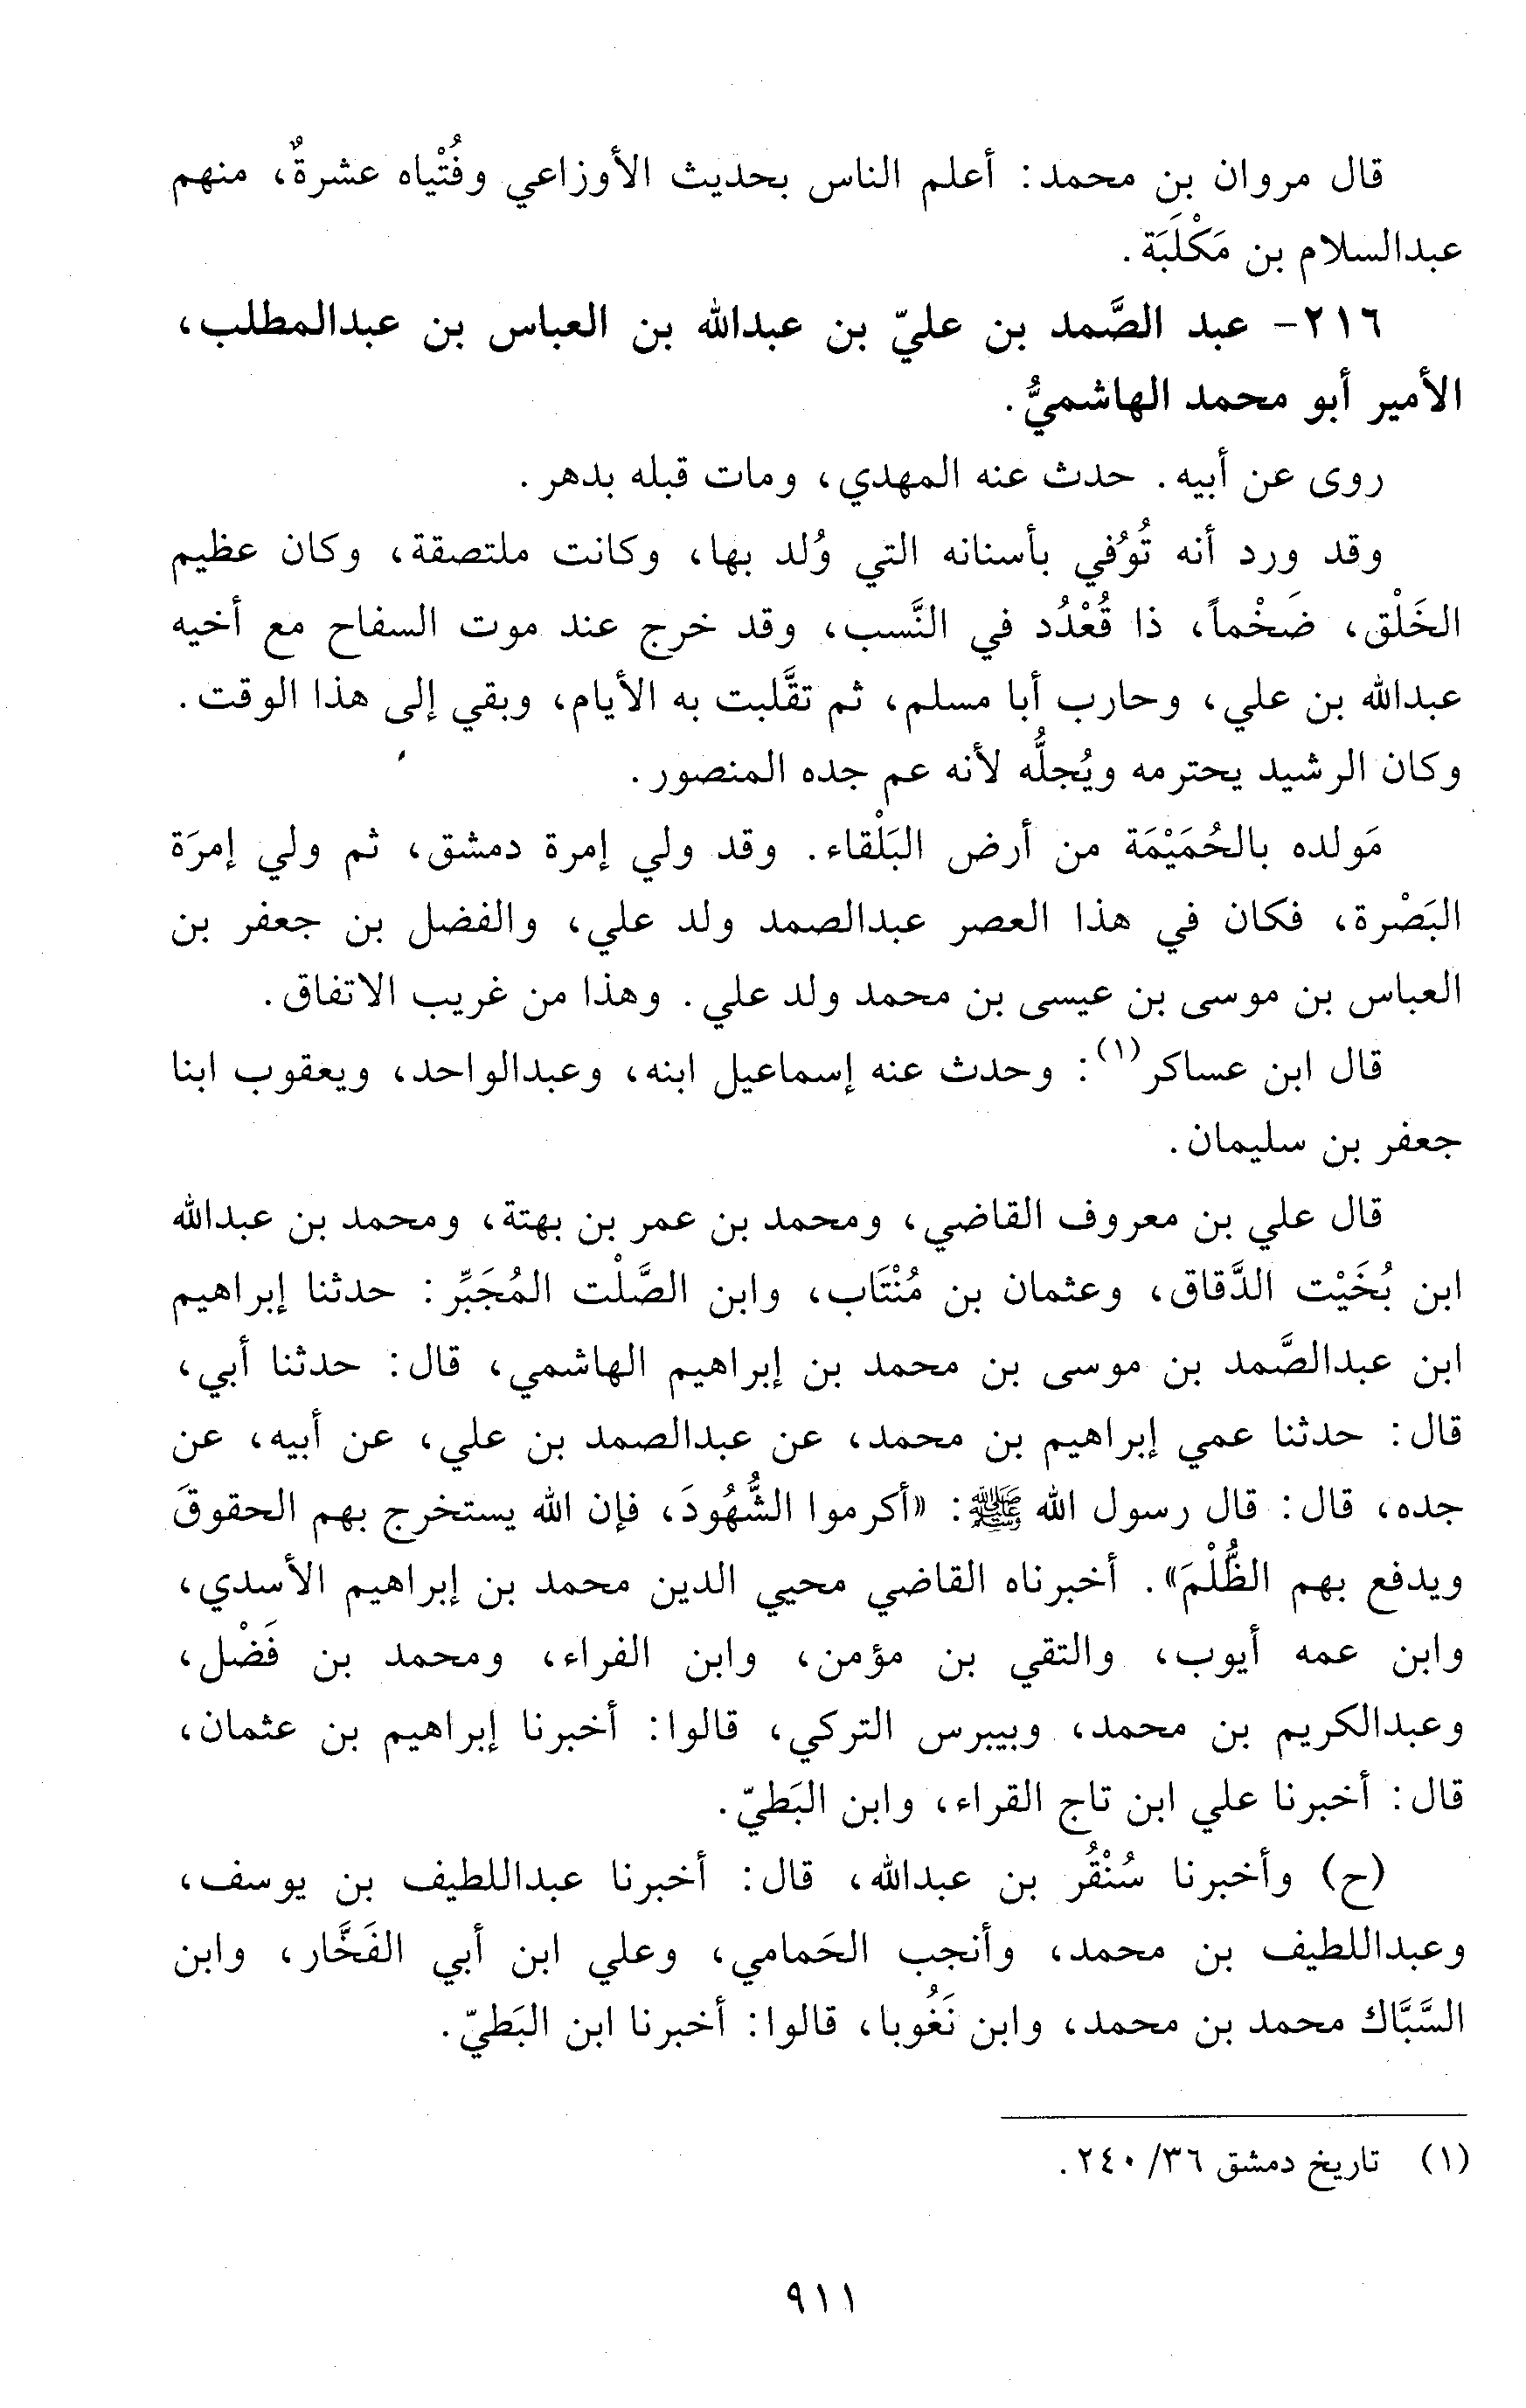 قال مروان بن محمد: أعلم الناس بحديث الأوزاعي وفُتْياه عشرةٌ، منهم
عبدالسلام بن مَكْلَبَة.
٢١٦- عبد الصَّمد بن عليّ بن عبدالله بن العباس بن عبدالمطلب،
الأمير أبو محمد الهاشميُّ.
روى عن أبيه. حدث عنه المهدي، ومات قبله بدهر.
وقد ورد أنه تُوُفي بأسنانه التي وُلد بها، وكانت ملتصقة، وكان عظيم
الخَلْق، ضَخْماً، ذا قُعْدُد في النَّسب، وقد خرج عند موت السفاح مع أخيه
عبدالله بن علي، وحارب أبا مسلم، ثم تقَّلبت به الأيام، وبقي إلى هذا الوقت.
وكان الرشيد يحترمه ويُجلُّه لأنه عم جده المنصور.
مَولده بالحُمَيْمَة من أرض البَلْقاء. وقد ولي إمرة دمشق، ثم ولي إمرَة
البَصْرة، فكان في هذا العصر عبدالصمد ولد علي، والفضل بن جعفر بن
العباس بن موسى بن عيسى بن محمد ولد علي. وهذا من غريب الاتفاق.
قال ابن عساكر(١): وحدث عنه إسماعيل ابنه، وعبدالواحد، ويعقوب ابنا
جعفر بن سليمان.
قال علي بن معروف القاضي، ومحمد بن عمر بن بهتة، ومحمد بن عبدالله
ابن بُخَيْت الدَّقاق، وعثمان بن مُنْتَاب، وابن الصَّلْت المُجَبِّر: حدثنا إبراهيم
ابن عبدالصَّمد بن موسى بن محمد بن إبراهيم الهاشمي، قال: حدثنا أبي،
قال: حدثنا عمي إبراهيم بن محمد، عن عبدالصمد بن علي، عن أبيه، عن
جده، قال: قال رسول الله ﷺ: «أكرموا الشُّهُودَ، فإن الله يستخرج بهم الحقوقَ
ويدفع بهم الظُّلْمَ». أخبرناه القاضي محيي الدين محمد بن إبراهيم الأسدي،
وابن عمه أيوب، والتقي بن مؤمن، وابن الفراء، ومحمد بن فَضْل،
وعبدالكريم بن محمد، وبيبرس التركي، قالوا: أخبرنا إبراهيم بن عثمان،
قال: أخبرنا علي ابن تاج القراء، وابن البَطيّ.
(ح) وأخبرنا سُنْقُر بن عبدالله، قال: أخبرنا عبداللطيف بن يوسف،
وعبداللطيف بن محمد، وأنجب الحَمامي، وعلي ابن أبي الفَخَّار، وابن
السَّبَّاك محمد بن محمد، وابن نَغُوبا، قالوا: أخبرنا ابن البَطيّ.
(١) تاريخ دمشق ٣٦/ ٢٤٠.
٩١١